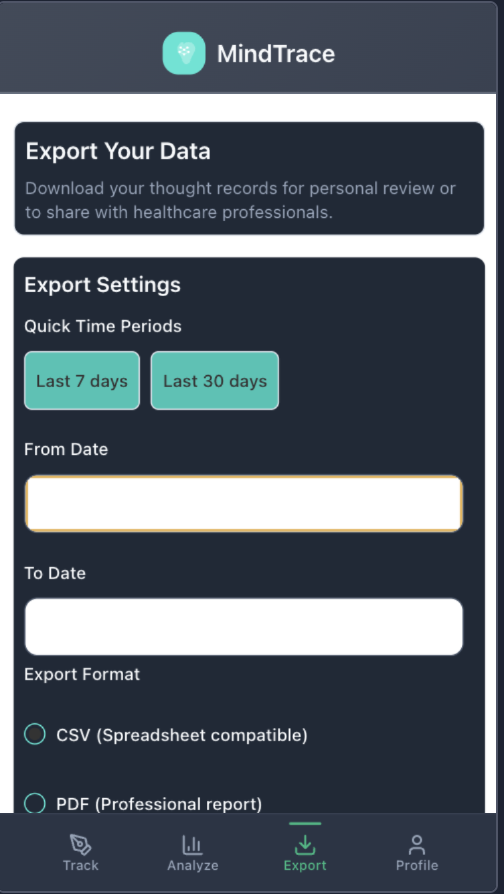 MindTrace
Export Your Data
Download your thought records for personal review or
to share with healthcare professionals.
Export Settings
Quick Time Periods
Last 7 days
Last 30 days
From Date
To Date
Export Format
CSV (Spreadsheet compatible)
PDF (Professional report)
Track
Analyze
Export
Profile